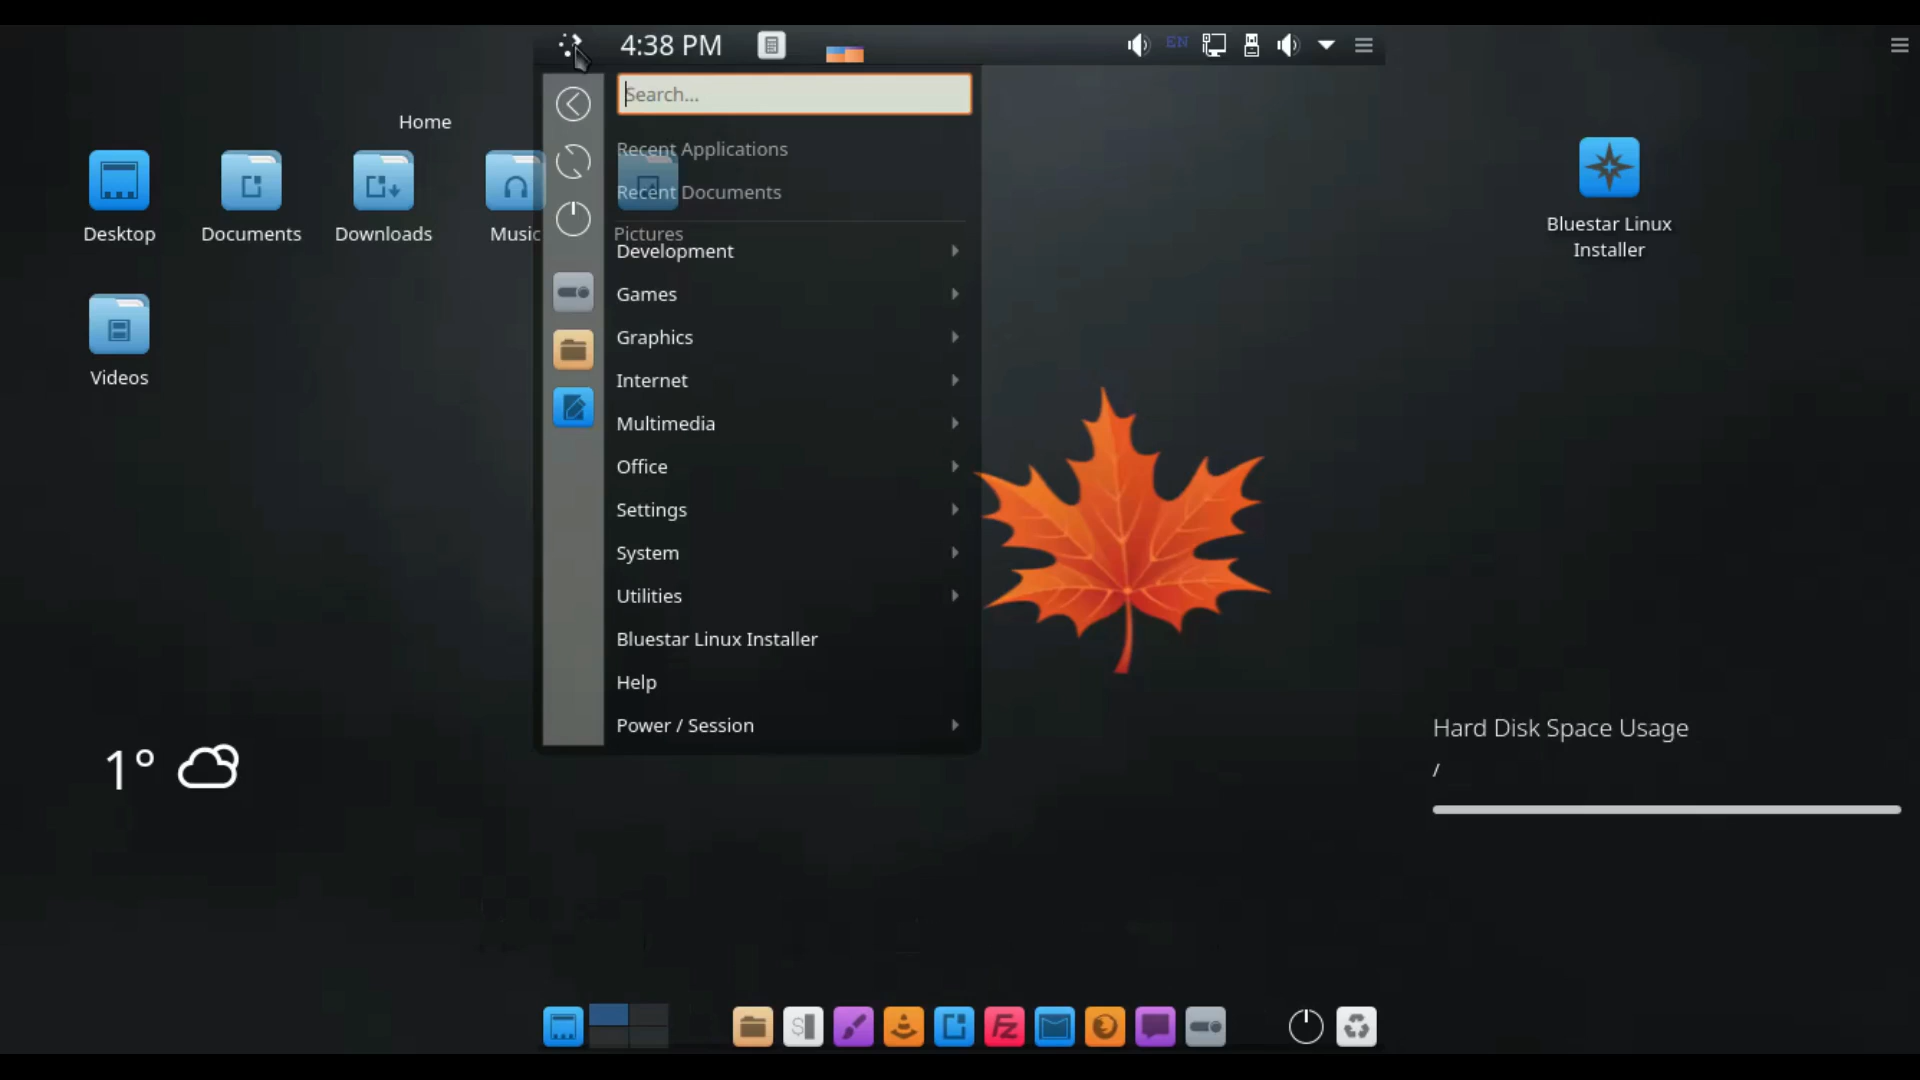 4:38 PM
EN
Search...
Home
Recent Applications
Recent Documents
Desktop
Documents
Downloads
Music
Pictures
Bluestar Linux
Installer
Development
Games
Graphics
Internet
Videos
Multimedia
Office
Settings
System
Utilities
Bluestar Linux Installer
Help
Power / Session
Hard Disk Space Usage
/
1°
S
FZ